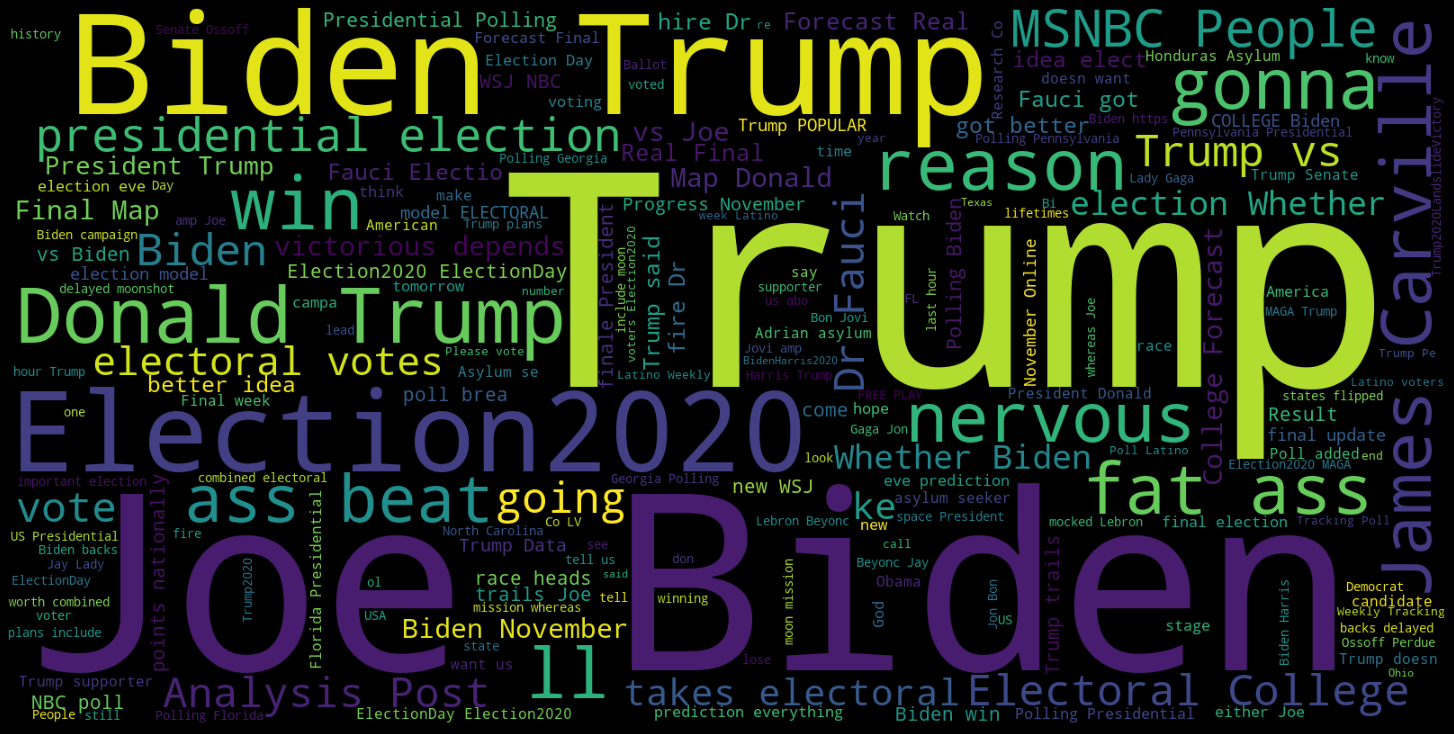 history
Senate Ossoff
Biden Trump
Presidential Polling
hire Dr
re
Forecast Real
Forecast Final
Election Day
WSJ NBC
Ballot
voted
voting
Research Co
MSNBC People
idea elect
Honduras Asylum
know
doesn want
gonna
Fauci got
COLLEGE Biden
presidential election
vs Joe
Trump POPULAR
got better
Biden https
Pennsylvania Presidential
Real Final
year
Polling Pennsylvania
Trump vs
President Trump
Polling Georgia
time
reason
Fauci Electio
Map Donald
Lady Gaga
Trump Senate
election eve
Day
think
make
Progress November
Texas
Bi
election Whether
Final Map
win
model ELECTORAL
week Latino
Watch
lifetimes
amp Joe
American
Trump plans
Biden campaign
vs Biden
Biden
victorious depends
Trump
election model
Election2020 ElectionDay
delayed moonshot
tomorrow
number
campa
lead
Donald Trump
finale President
include moon
voters Election2020
Trump said
fire Dr
say
supporter
us abo
Bon Jovi
Adrian asylum
Jovi amp
BidenHarris2020
Harris Trump
Dr Fauci
FL
last hour
Polling Biden
November Online
whereas Joe
race
College Forecast
America
MAGA Trump
James Carville
Trump2020LandslideVictory
Trump Pe
electoral votes
Please vote
hour Trump
better idea
Asylum se
Latino Weekly
Latino voters
Final week
poll brea
FREE PLAY
President Donald
states flipped
one
Election2020
come
hope
Gaga Jon
nervous
Result
final update
look
Whether Biden
Poll Latino
Poll added
end
Election2020 MAGA
important election
combined electoral
Georgia Polling
new WSJ
eve prediction
vote
ass beat
going
asylum seeker
ke
fat ass
Co LV
Lebron Beyonc
space President
mocked Lebron
final election
Tracking Poll
US Presidential
fire
North Carolina
new
Biden backs
Trump Data
see
don
call
Jay Lady
tell us
Beyonc Jay
ElectionDay
Trump2020
ol
race heads
said
Obama
Democrat
worth combined
trails Joe
tell
winning
candidate
voter
USA
mission whereas
Weekly Tracking
plans include
Joe Biden
points nationally
Florida Presidential
Biden November
state
moon mission
God
Jon Bon
US
Trump trails
stage
Biden Harris
backs delayed
Ossoff Perdue
want us
lose
Trump doesn
Ohio
Trump supporter
ll
NBC poll
Analysis Post
takes electoral
Electoral College
People
still
Polling Florida
ElectionDay Election2020
prediction everything
Biden win
Polling Presidential
either Joe